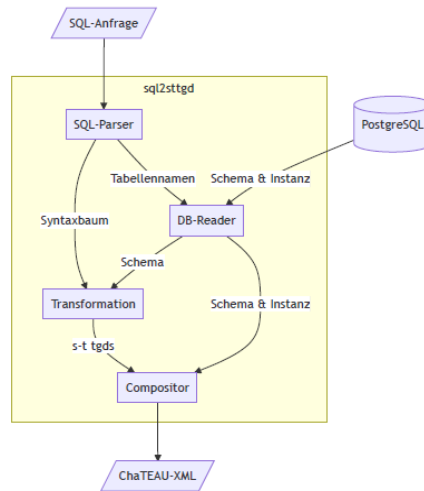 SQL-Anfrage
sql2sttgd
SQL-Parser
PostgreSQL
Tabellennamen
Schema & Instanz
Syntaxbaum
DB-Reader
Schema
Transformation
Schema & Instanz
s-t tgds
Compositor
ChaTEAU-XML